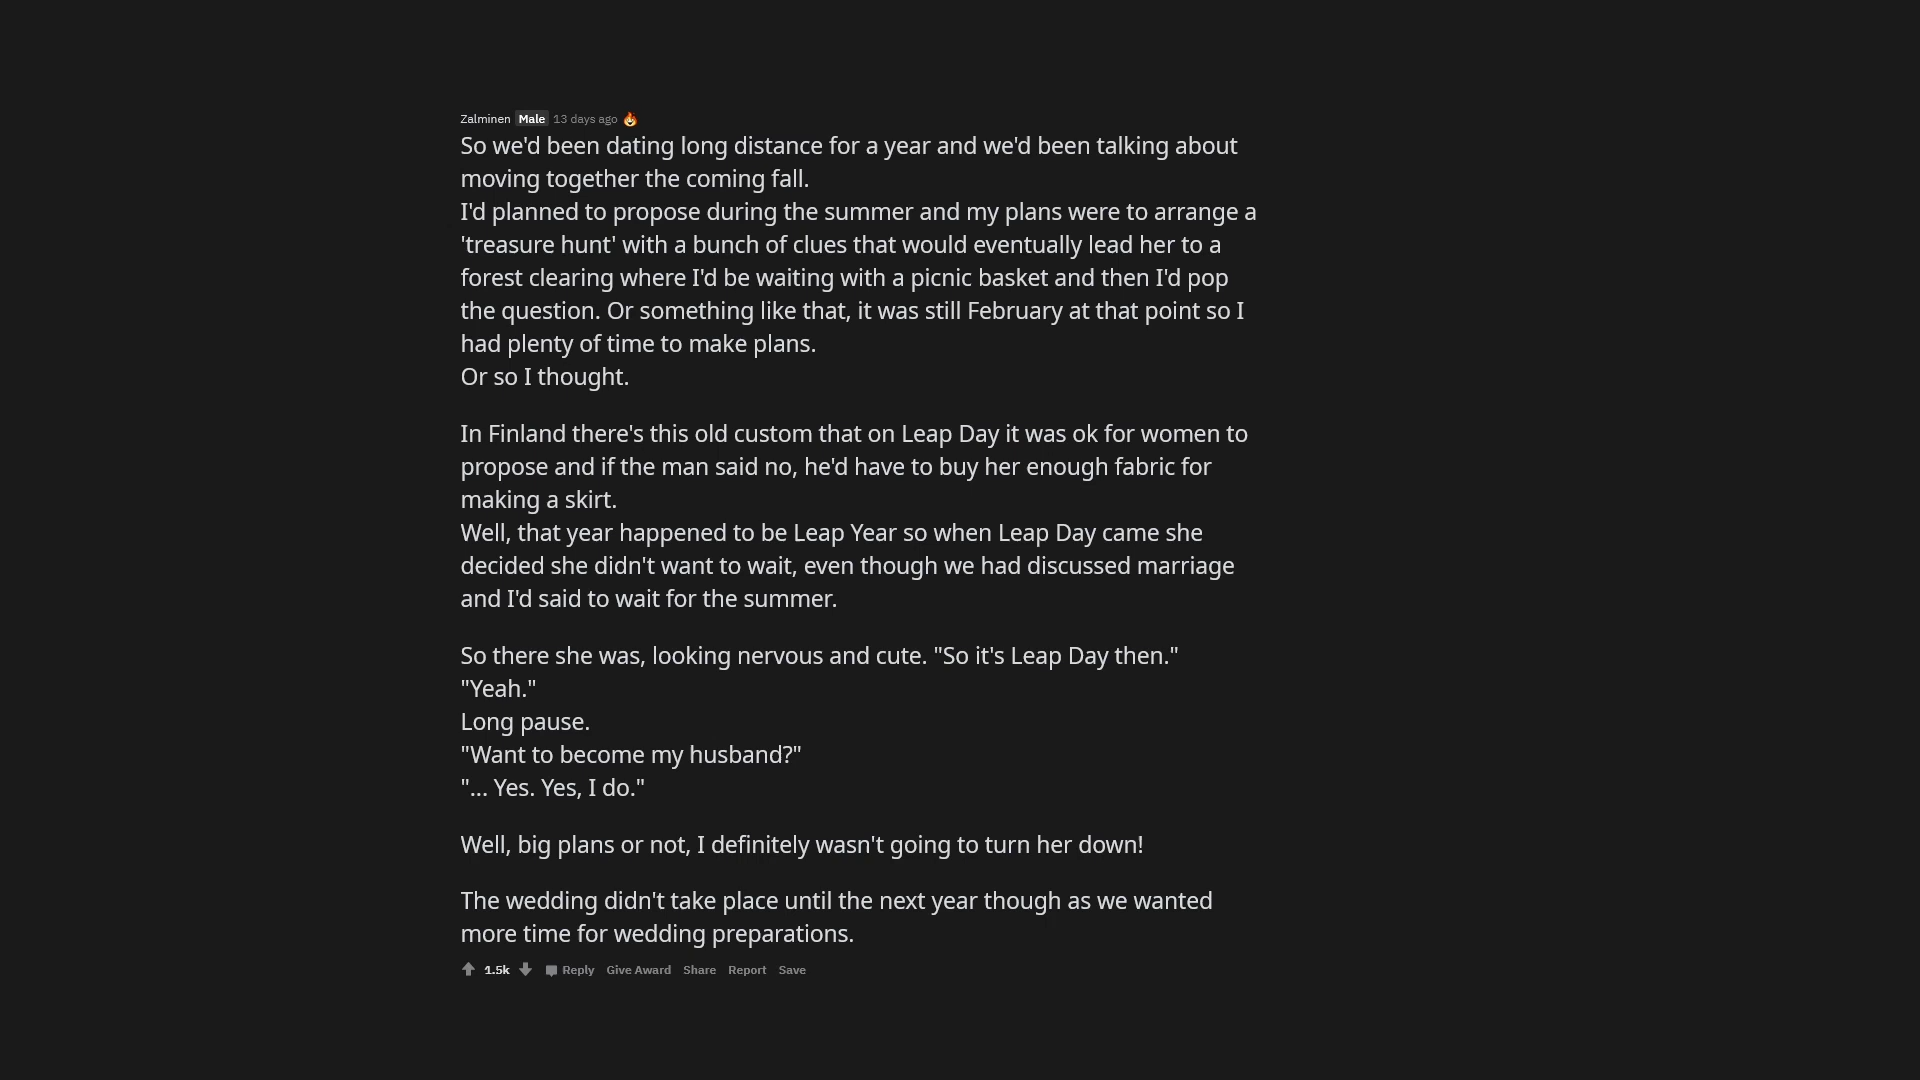 Zalminen Male 13 days ago
So we'd been dating long distance for a year and we'd been talking about
moving together the coming fall.
I'd planned to propose during the summer and my plans were to arrange a
'treasure hunt' with a bunch of clues that would eventually lead her to a
forest clearing where I'd be waiting with a picnic basket and then I'd pop
the question. Or something like that, it was still February at that point so I
had plenty of time to make plans.
Or so I thought.
In Finland there's this old custom that on Leap Day it was ok for women to
propose and if the man said no, he'd have to buy her enough fabric for
making a skirt.
Well, that year happened to be Leap Year so when Leap Day came she
decided she didn't want to wait, even though we had discussed marriage
and I'd said to wait for the summer.
So there she was, looking nervous and cute. "So it's Leap Day then."
"Yeah."
Long pause.
"Want to become my husband?"
"... Yes. Yes, I do."
Well, big plans or not, I definitely wasn't going to turn her down!
The wedding didn't take place until the next year though as we wanted
more time for wedding preparations.
1.5k Reply Give Award Share Report Save